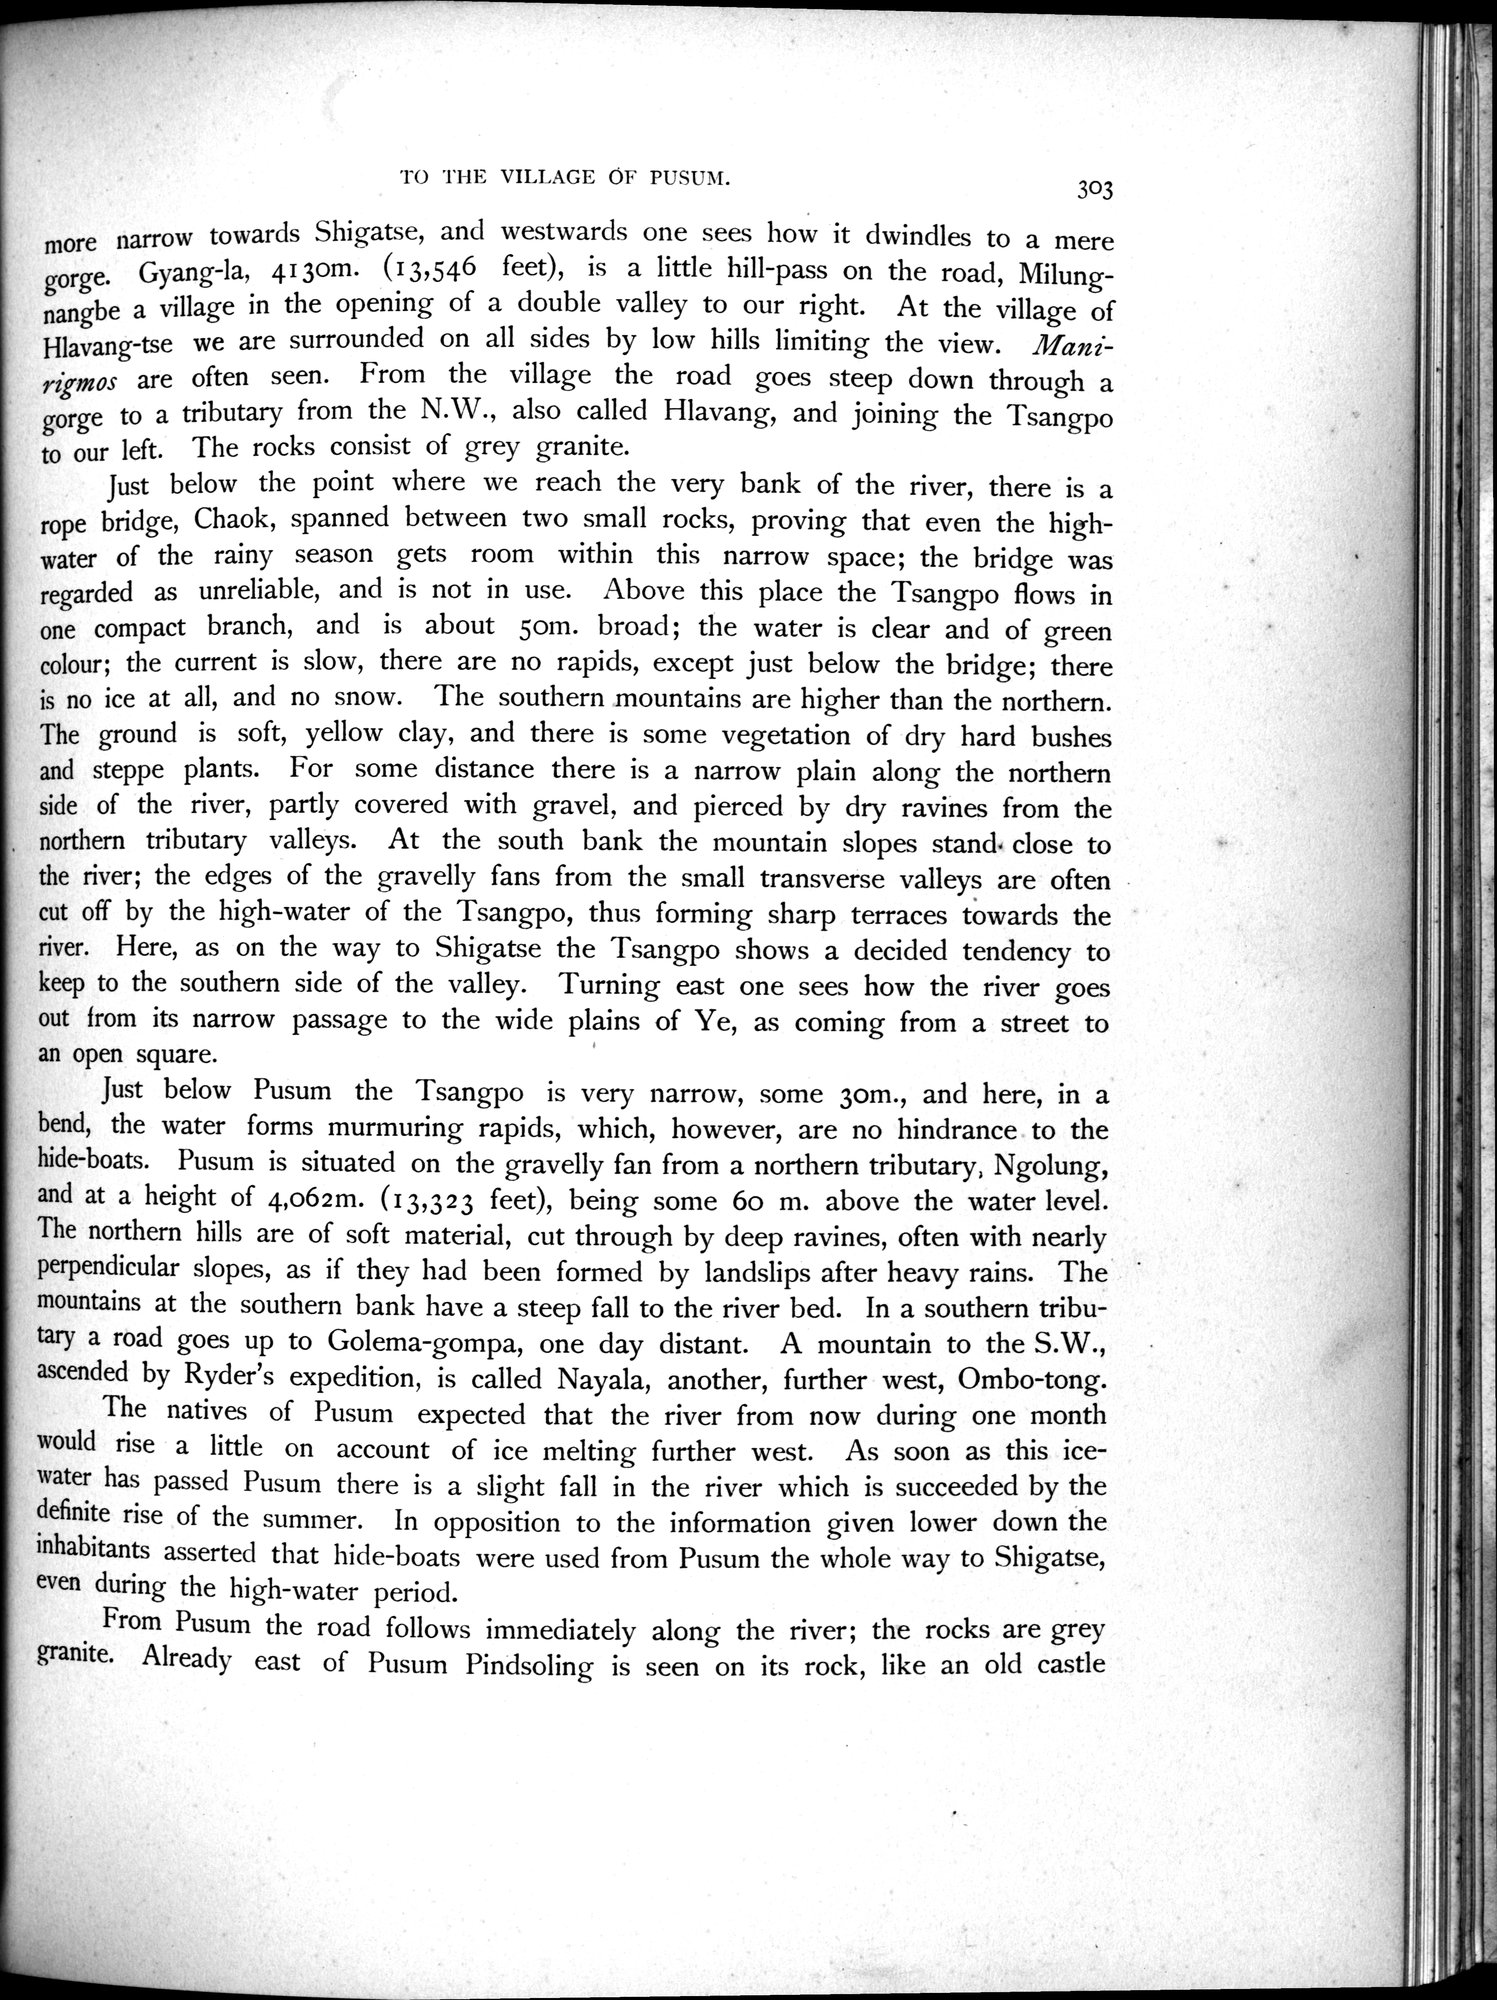 TO THE VILLAGE OF PUSUM.
303
more narrow towards Shigatse, and westwards one sees how it dwindles to a mere
gorge. Gyang-la, 4130m. (13,546 feet), is a little hill-pass on the road, Milung-
nangbe a village in the opening of a double valley to our right. At the village of
Hlavang-tse we are surrounded on all sides by low hills limiting the view. Mani-
rigmos are often seen. From the village the road goes steep down through a
gorge to a tributary from the N.W., also called Hlavang, and joining the Tsangpo
to our left. The rocks consist of grey granite.
Just below the point where we reach the very bank of the river, there is a
rope bridge, Chaok, spanned between two small rocks, proving that even the high-
water of the rainy season gets room within this narrow space; the bridge was
regarded as unreliable, and is not in use. Above this place the Tsangpo flows in
one compact branch, and is about 50m. broad; the water is clear and of green
colour; the current is slow, there are no rapids, except just below the bridge; there
is no ice at all, and no snow. The southern mountains are higher than the northern.
The ground is soft, yellow clay, and there is some vegetation of dry hard bushes
and steppe plants. For some distance there is a narrow plain along the northern
side of the river, partly covered with gravel, and pierced by dry ravines from the
northern tributary valleys. At the south bank the mountain slopes stand close to
the river; the edges of the gravelly fans from the small transverse valleys are often
cut off by the high-water of the Tsangpo, thus forming sharp terraces towards the
river. Here, as on the way to Shigatse the Tsangpo shows a decided tendency to
keep to the southern side of the valley. Turning east one sees how the river goes
out from its narrow passage to the wide plains of Ye, as coming from a street to
an open square.
Just below Pusum the Tsangpo is very narrow, some 30m., and here, in a
bend, the water forms murmuring rapids, which, however, are no hindrance to the
hide-boats. Pusum is situated on the gravelly fan from a northern tributary, Ngolung,
and at a height of 4,062m. (13,323 feet), being some 60 m. above the water level.
The northern hills are of soft material, cut through by deep ravines, often with nearly
perpendicular slopes, as if they had been formed by landslips after heavy rains. The
mountains at the southern bank have a steep fall to the river bed. In a southern tribu-
tary a road goes up to Golema-gompa, one day distant. A mountain to the S.W.,
ascended by Ryder's expedition, is called Nayala, another, further west, Ombo-tong.
The natives of Pusum expected that the river from now during one month
would rise a little on account of ice melting further west. As soon as this ice-
water has passed Pusum there is a slight fall in the river which is succeeded by the
definite rise of the summer. In opposition to the information given lower down the
inhabitants asserted that hide-boats were used from Pusum the whole way to Shigatse,
even during the high-water period.
From Pusum the road follows immediately along the river; the rocks are grey
granite. Already east of Pusum Pindsoling is seen on its rock, like an old castle